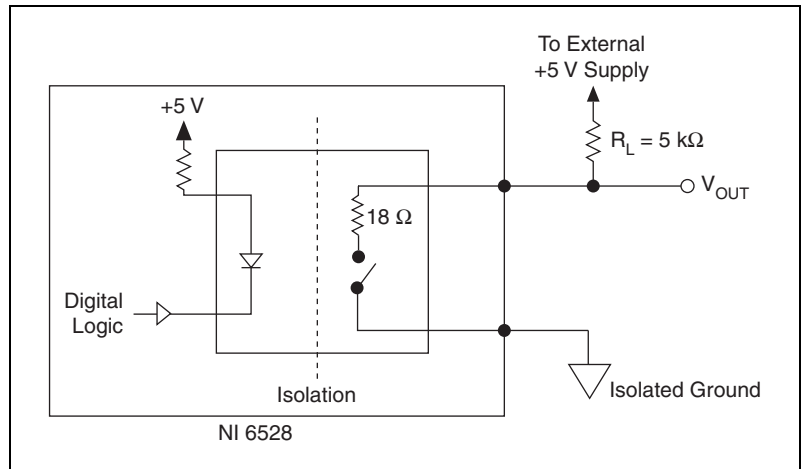 To External
+5 V Supply
+5 V
R_L = 5 kΩ
V_OUT
18 Ω
Digital
Logic
Isolation
Isolated Ground
NI 6528